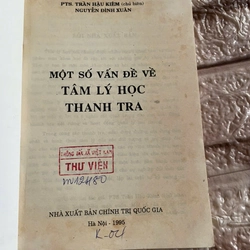 PTS. TRẦN HẬU KIÊM (chủ biên)
NGUYỄN ĐÌNH XUÂN
MỘT SỐ VẤN ĐỀ VỀ
TÂM LÝ HỌC
THANH TRA
THƯ VIỆN
NHÀ XUẤT BẢN CHÍNH TRỊ QUỐC GIA
Hà Nội - 1995